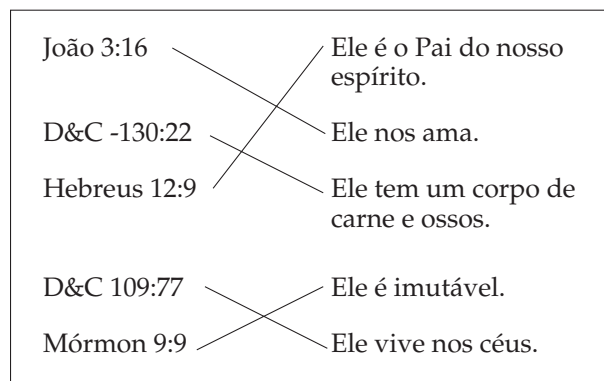 João 3:16
Ele é o Pai do nosso
espírito.
D&C -130:22
Ele nos ama.
Hebreus 12:9
Ele tem um corpo de
carne e ossos.
D&C 109:77
Ele é imutável.
Mórmon 9:9
Ele vive nos céus.